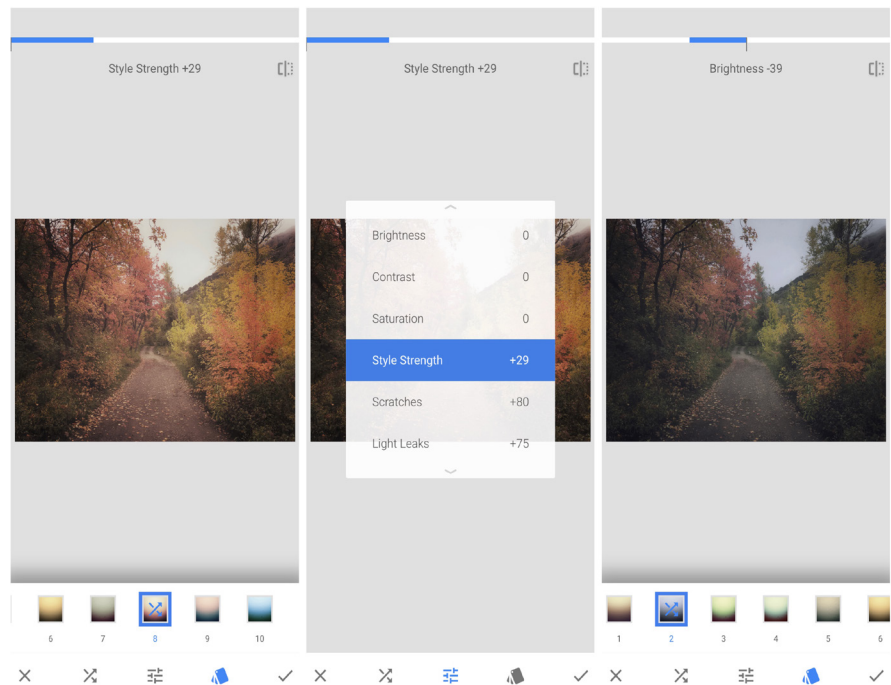 Style Strength +29
6 7 8 9 10
Style Strength +29
Brightness 0
Contrast 0
Saturation 0
Style Strength +29
Scratches +80
Light Leaks +75
Brightness -39
1 2 3 4 5 6